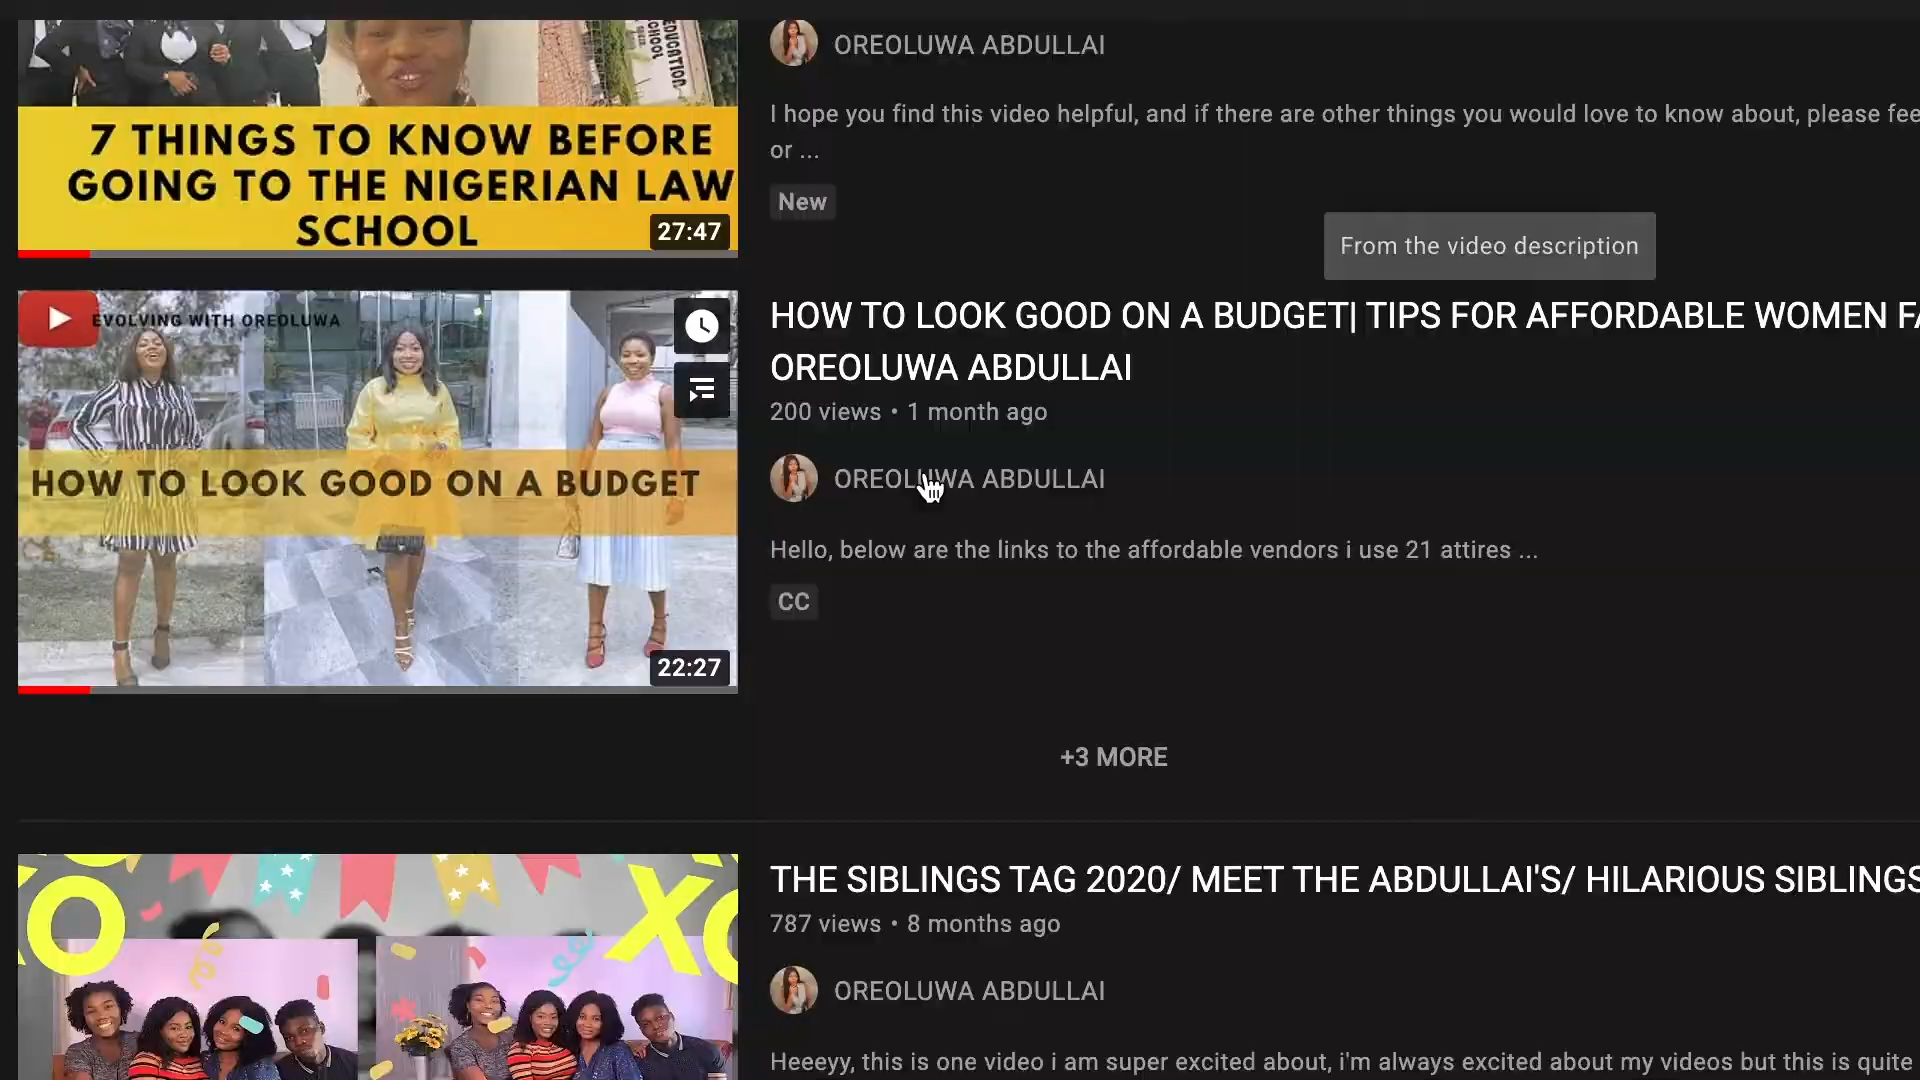 EDUCATION
SCHOOL
7 THINGS TO KNOW BEFORE
GOING TO THE NIGERIAN LAW
SCHOOL
27:47
OREOLUWA ABDULLAI
I hope you find this video helpful, and if there are other things you would love to know about, please fee
or ...
New
From the video description
EVOLVING WITH OREOLUWA
HOW TO LOOK GOOD ON A BUDGET
22:27
HOW TO LOOK GOOD ON A BUDGET| TIPS FOR AFFORDABLE WOMEN FA
OREOLUWA ABDULLAI
200 views • 1 month ago
OREOLUWA ABDULLAI
Hello, below are the links to the affordable vendors i use 21 attires ...
CC
+3 MORE
XO
XO
THE SIBLINGS TAG 2020/ MEET THE ABDULLAI'S/ HILARIOUS SIBLINGS
787 views • 8 months ago
OREOLUWA ABDULLAI
Heeeyy, this is one video i am super excited about, i'm always excited about my videos but this is quite